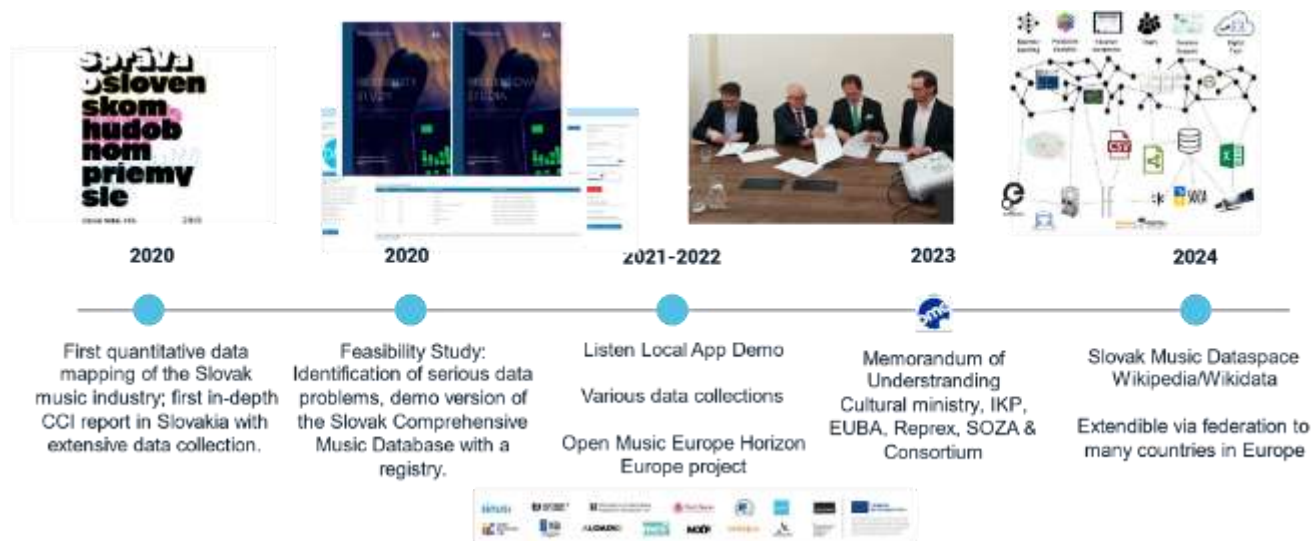 Správa
osloven
skom
hudob
nom
priemy
sle
2020
2020
2021-2022
2023
2024
CSV
SOZA
First quantitative data
mapping of the Slovak
music industry; first in-depth
CCI report in Slovakia with
extensive data collection.
Feasibility Study:
Identification of serious data
problems, demo version of
the Slovak Comprehensive
Music Database with a
registry.
Listen Local App Demo
Various data collections
Open Music Europe Horizon
Europe project
Memorandum of
Understranding
Cultural ministry, IKP,
EUBA, Reprex, SOZA &
Consortium
Slovak Music Dataspace
Wikipedia/Wikidata
Extendible via federation to
many countries in Europe